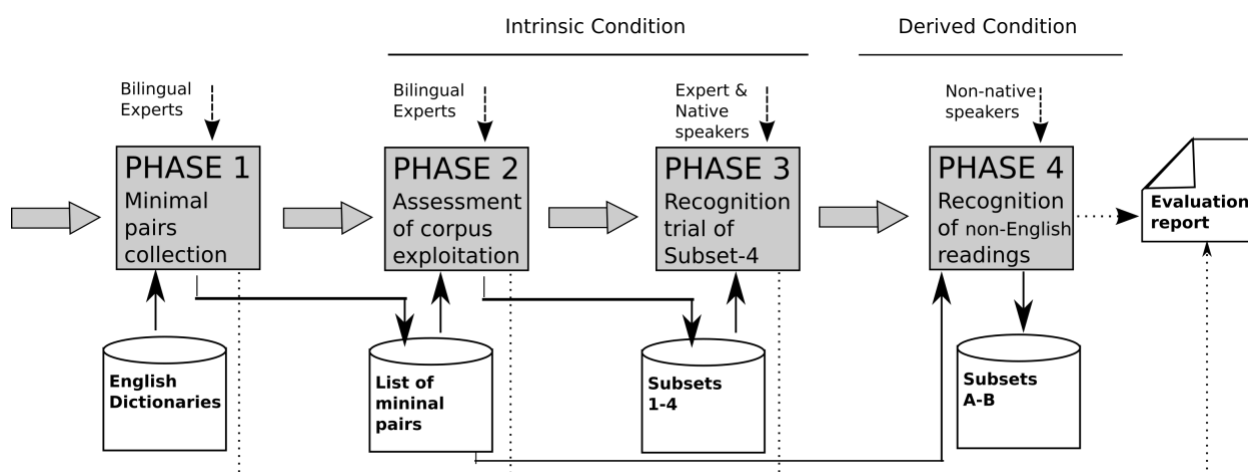 Intrinsic Condition
Derived Condition
Bilingual
Experts
Bilingual
Experts
Expert &
Native
speakers
Non-native
speakers
PHASE 1
Minimal
pairs
collection
PHASE 2
Assessment
of corpus
exploitation
PHASE 3
Recognition
trial of
Subset-4
PHASE 4
Recognition
of non-English
readings
Evaluation
report
English
Dictionaries
List of
mininal
pairs
Subsets
1-4
Subsets
A-B